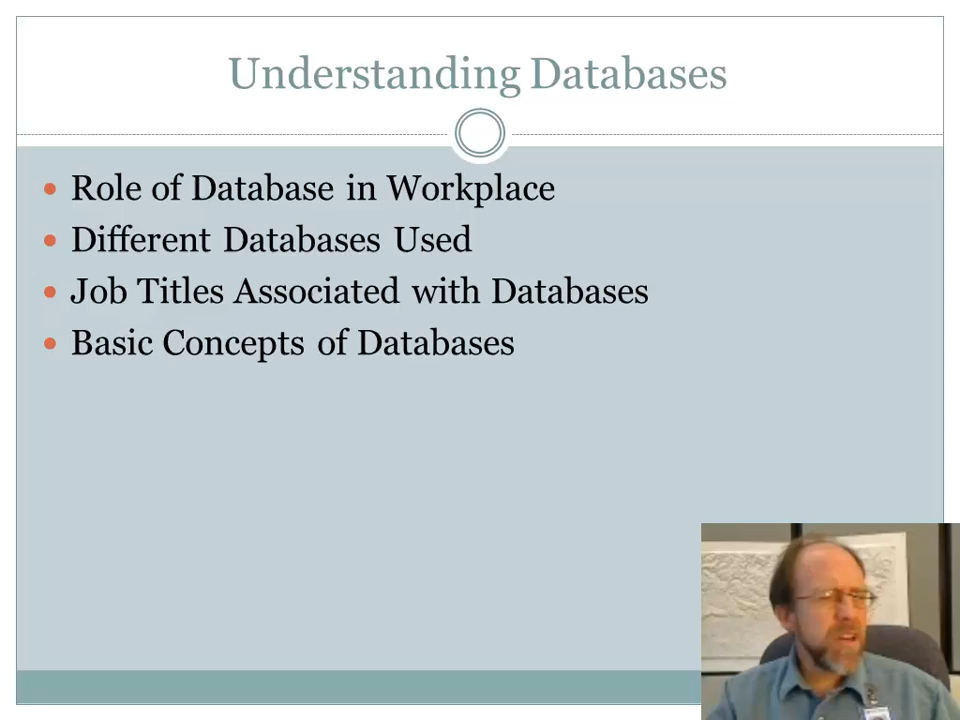 Understanding Databases
Role of Database in Workplace
Different Databases Used
Job Titles Associated with Databases
Basic Concepts of Databases